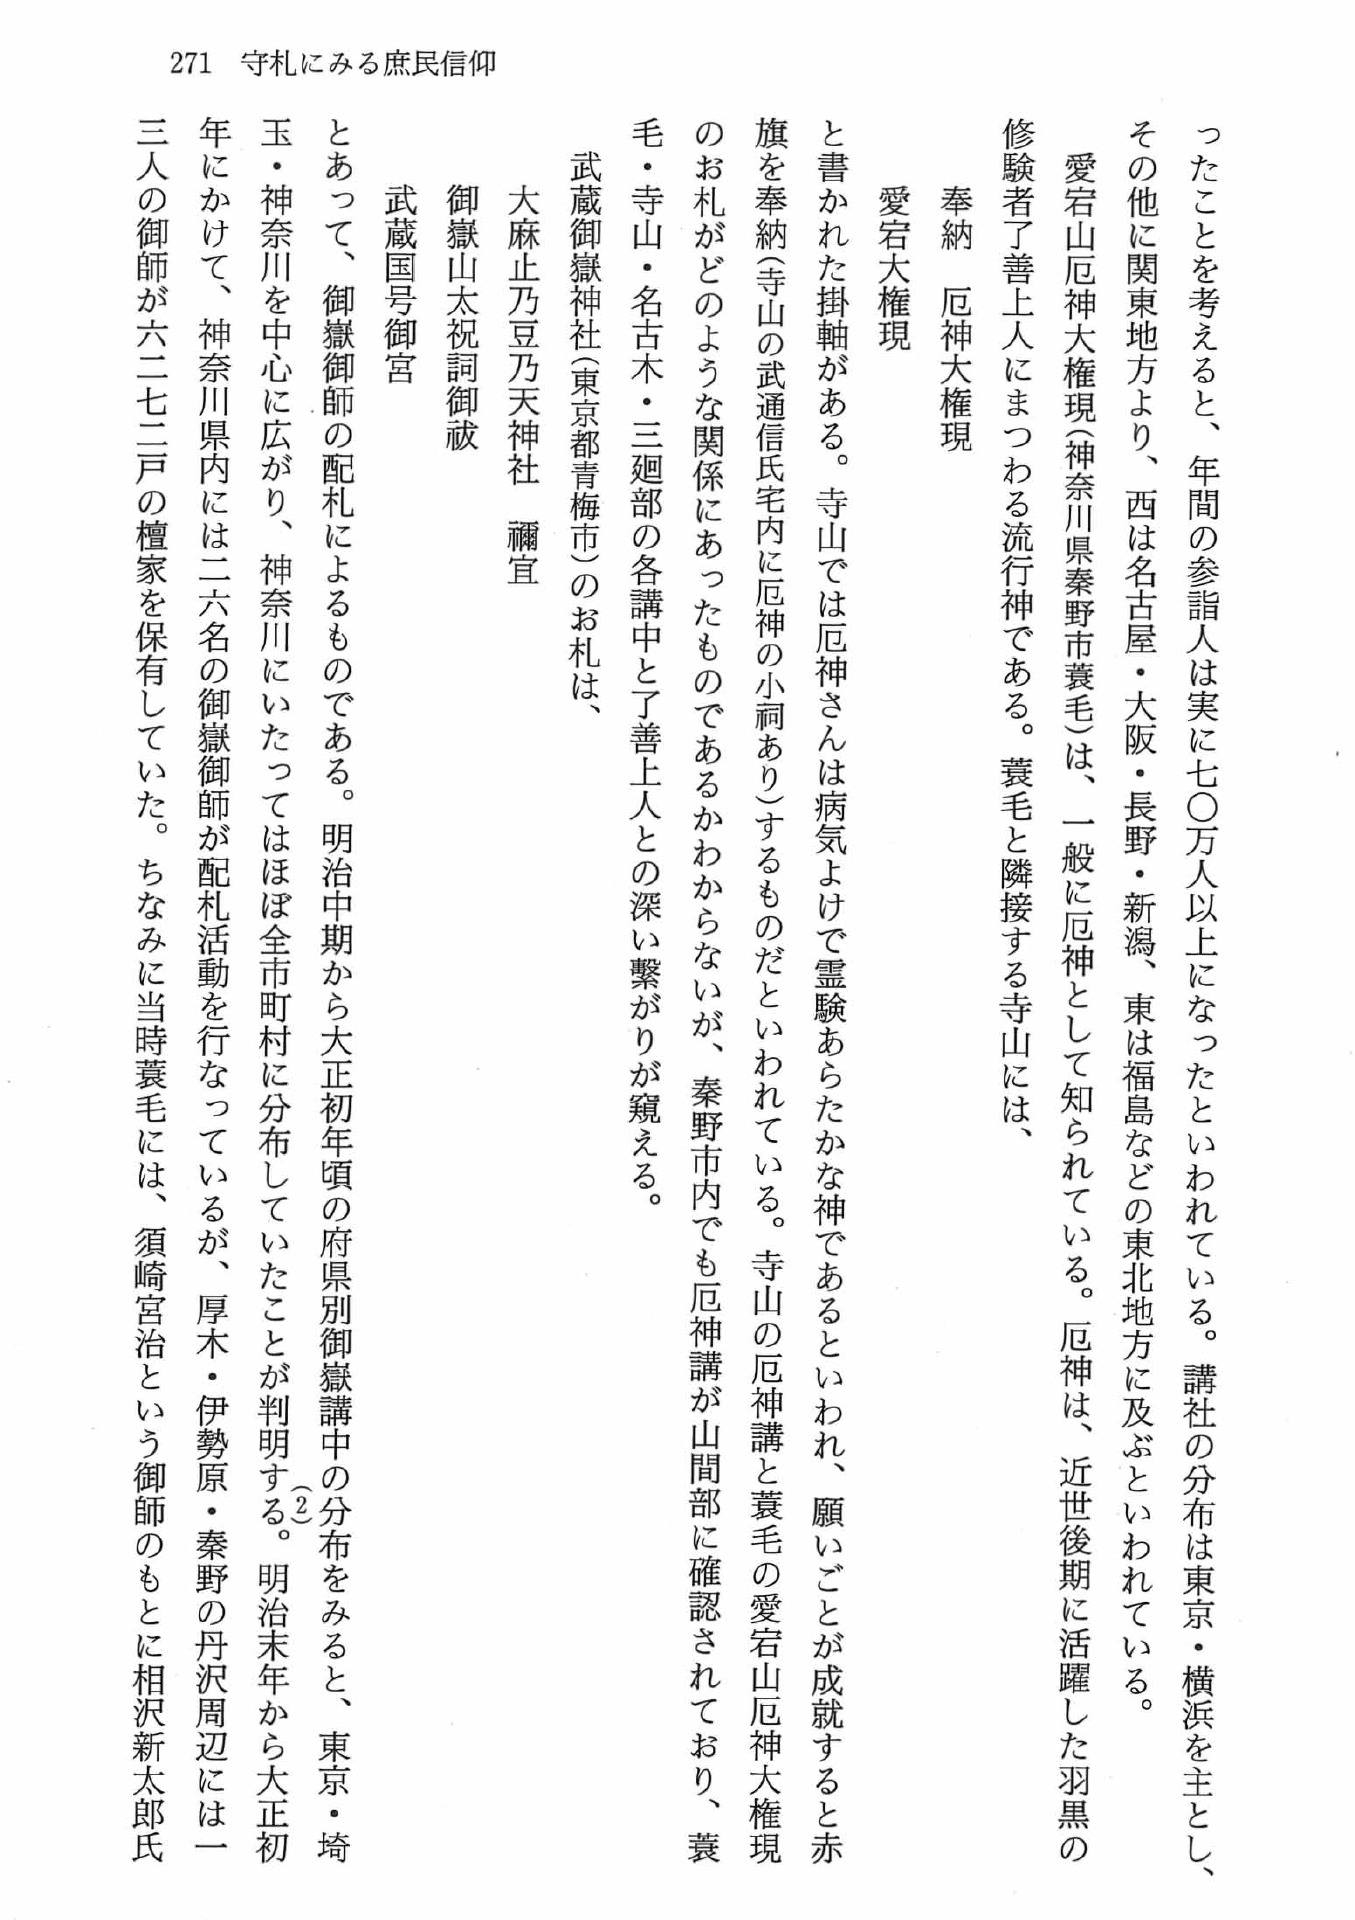 271　守札にみる庶民信仰
ったことを考えると、年間の参詣人は実に七〇万人以上になったといわれている。講社の分布は東京・横浜を主とし、
その他に関東地方より、西は名古屋・大阪・長野・新潟、東は福島などの東北地方に及ぶといわれている。
愛宕山厄神大権現（神奈川県秦野市蓑毛）は、一般に厄神として知られている。厄神は、近世後期に活躍した羽黒の
修験者了善上人にまつわる流行神である。蓑毛と隣接する寺山には、
奉納　厄神大権現
愛宕大権現
と書かれた掛軸がある。寺山では厄神さんは病気よけで霊験あらたかな神であるといわれ、願いごとが成就すると赤
旗を奉納（寺山の武通信氏宅内に厄神の小祠あり）するものだといわれている。寺山の厄神講と蓑毛の愛宕山厄神大権現
のお札がどのような関係にあったものであるかわからないが、秦野市内でも厄神講が山間部に確認されており、蓑
毛・寺山・名古木・三廻部の各講中と了善上人との深い繋がりが窺える。
武蔵御嶽神社（東京都青梅市）のお札は、
大麻止乃豆乃天神社　禰宜
御嶽山太祝詞御祓
武蔵国号御宮
とあって、御嶽御師の配札によるものである。明治中期から大正初年頃の府県別御嶽講中の分布をみると、東京・埼
玉・神奈川を中心に広がり、神奈川にいたってはほぼ全市町村に分布していたことが判明する。（2）明治末年から大正初
年にかけて、神奈川県内には二六名の御嶽御師が配札活動を行なっているが、厚木・伊勢原・秦野の丹沢周辺には一
三人の御師が六二七二戸の檀家を保有していた。ちなみに当時蓑毛には、須崎宮治という御師のもとに相沢新太郎氏